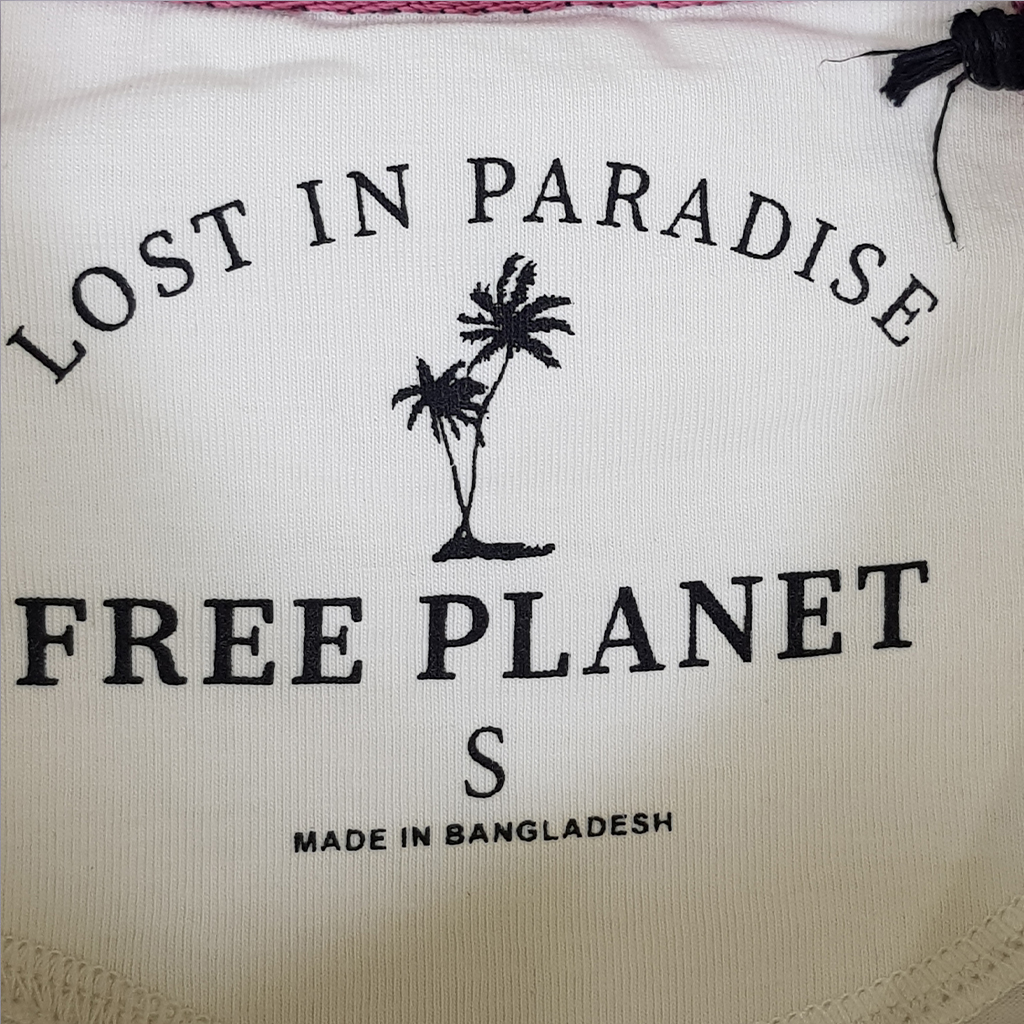 LOST IN PARADISE
FREE PLANET
S
MADE IN BANGLADESH